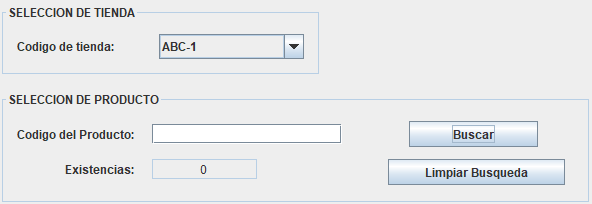 SELECCION DE TIENDA
Codigo de tienda: ABC-1
SELECCION DE PRODUCTO
Codigo del Producto: Buscar
Existencias: 0 Limpiar Busqueda